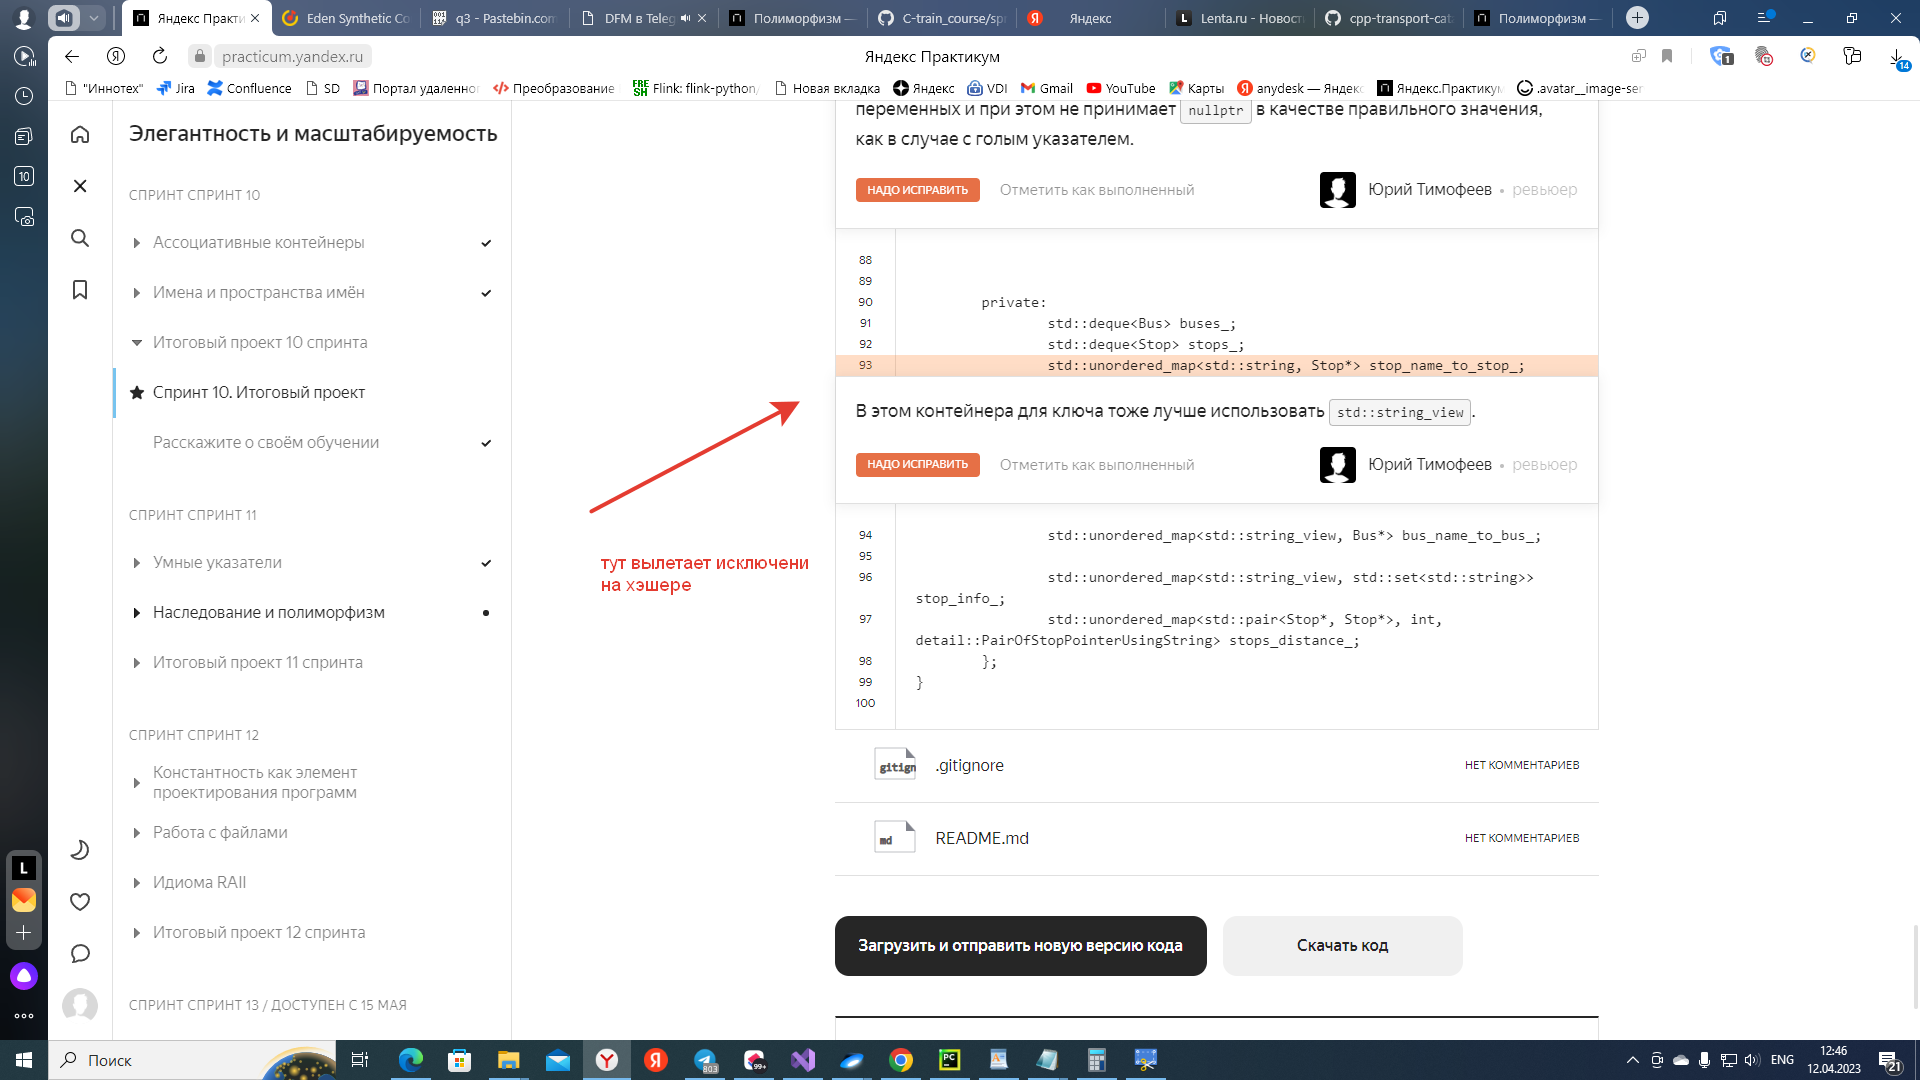 Яндекс Практи
Eden Synthetic Co
q3 - Pastebin.com
DFM в Teleg
Полиморфизм —
C-train_course/spr
Яндекс
Lenta.ru - Новост
cpp-transport-cat
Полиморфизм —
practicum.yandex.ru
Яндекс Практикум
1
14
"Иннотех"
Jira
Confluence
SD
Портал удаленног
Преобразование
FRE SH
Flink: flink-python,
Новая вкладка
Яндекс
VDI
Gmail
YouTube
Карты
anydesk — Яндекс
Яндекс.Практикум
.avatar__image-ser
10
Элегантность и масштабируемость
СПРИНТ СПРИНТ 10
Ассоциативные контейнеры
Имена и пространства имён
Итоговый проект 10 спринта
Спринт 10. Итоговый проект
Расскажите о своём обучении
СПРИНТ СПРИНТ 11
Умные указатели
Наследование и полиморфизм
Итоговый проект 11 спринта
СПРИНТ СПРИНТ 12
Константность как элемент
проектирования программ
Работа с файлами
Идиома RAII
Итоговый проект 12 спринта
СПРИНТ СПРИНТ 13 / ДОСТУПЕН С 15 МАЯ
переменных и при этом не принимает nullptr в качестве правильного значения,
как в случае с голым указателем.
НАДО ИСПРАВИТЬ
Отметить как выполненный
Юрий Тимофеев • ревьюер
88
89
90 private:
91 std::deque<Bus> buses_;
92 std::deque<Stop> stops_;
93 std::unordered_map<std::string, Stop*> stop_name_to_stop_;
В этом контейнера для ключа тоже лучше использовать std::string_view.
НАДО ИСПРАВИТЬ
Отметить как выполненный
Юрий Тимофеев • ревьюер
тут вылетает исключени
на хэшере
94 std::unordered_map<std::string_view, Bus*> bus_name_to_bus_;
95
96 std::unordered_map<std::string_view, std::set<std::string>>
stop_info_;
97 std::unordered_map<std::pair<Stop*, Stop*>, int,
detail::PairOfStopPointerUsingString> stops_distance_;
98 };
99 }
100
gitign
.gitignore
НЕТ КОММЕНТАРИЕВ
md
README.md
НЕТ КОММЕНТАРИЕВ
Загрузить и отправить новую версию кода
Скачать код
L
Поиск
803
99+
PC
ENG
12:46
12.04.2023
21